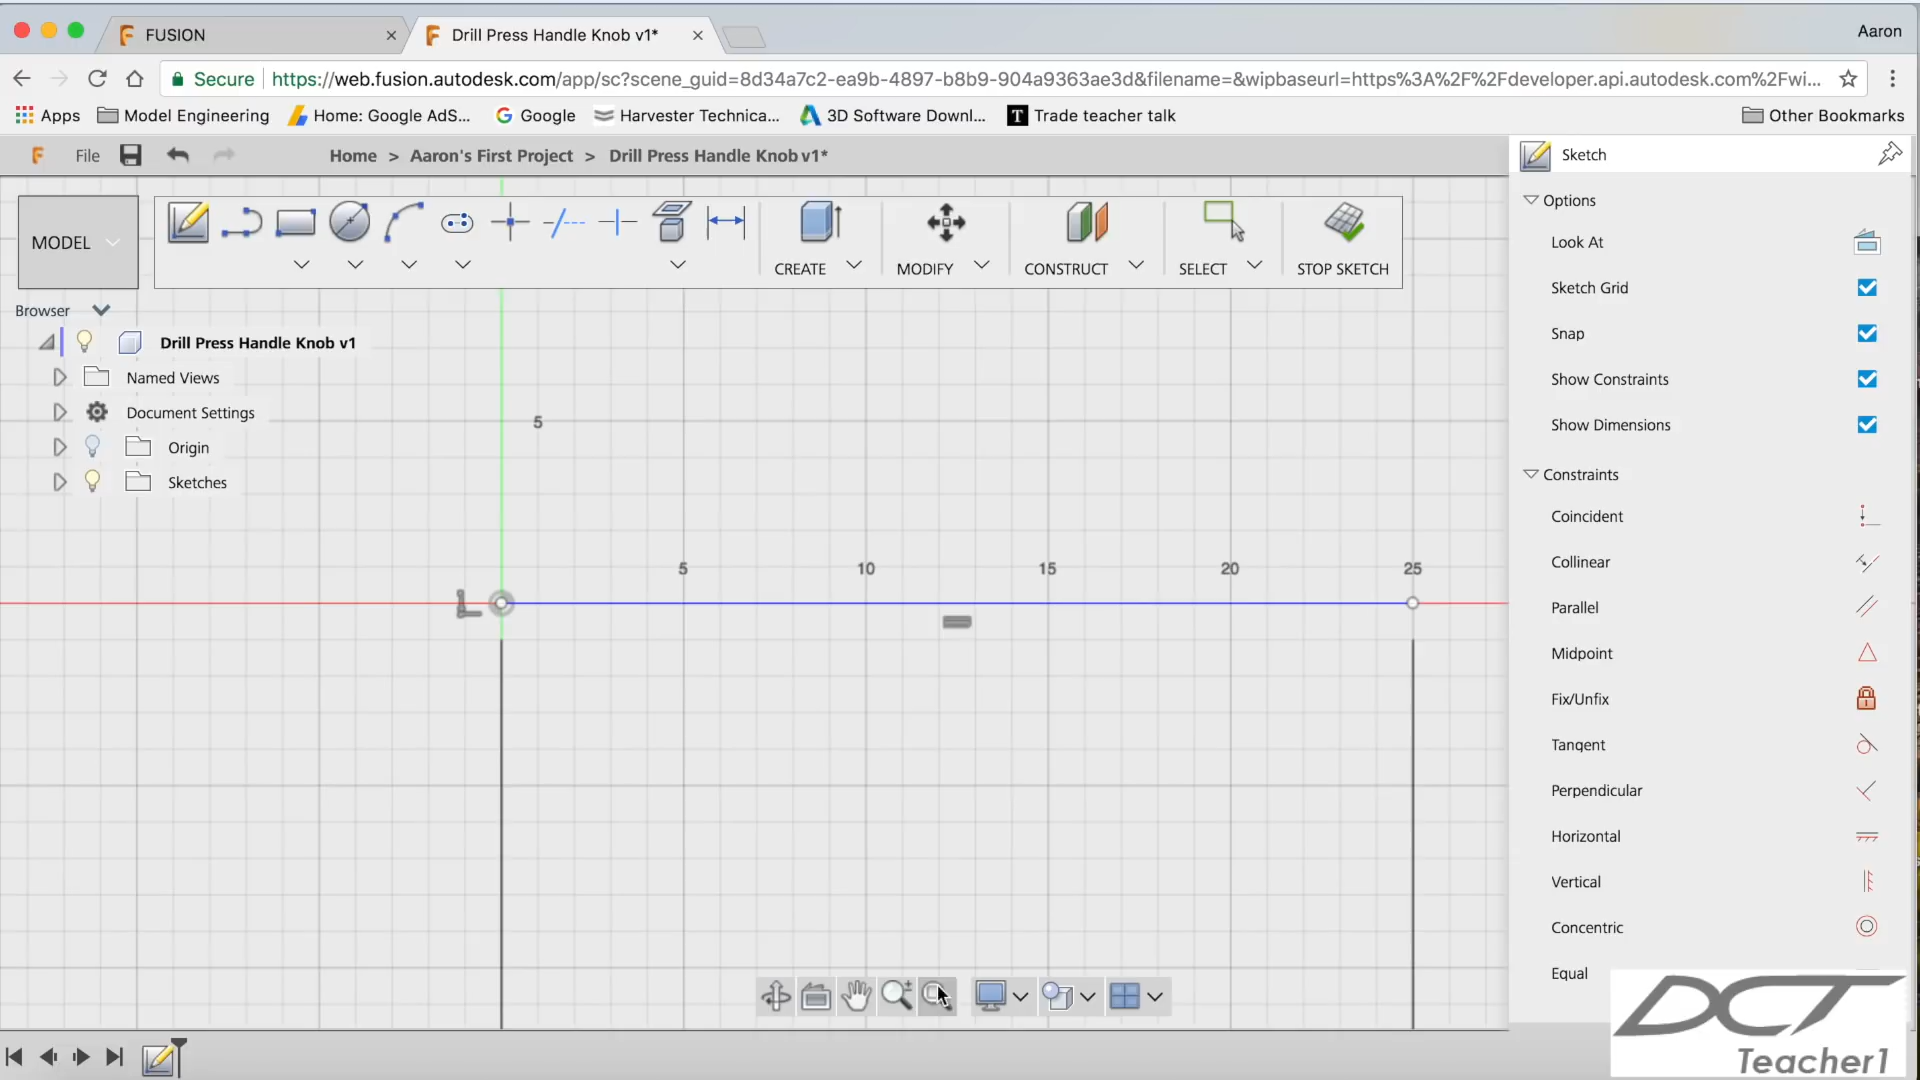 FUSION
Drill Press Handle Knob v1*
Aaron
Secure
https://web.fusion.autodesk.com/app/sc?scene_guid=8d34a7c2-ea9b-4897-b8b9-904a9363ae3d&filename=&wipbaseurl=https%3A%2F%2Fdeveloper.api.autodesk.com%2Fwi...
Apps
Model Engineering
Home: Google AdS...
Google
Harvester Technica...
3D Software Downl...
Trade teacher talk
Other Bookmarks
File
Home > Aaron's First Project > Drill Press Handle Knob v1*
MODEL
CREATE
MODIFY
CONSTRUCT
SELECT
STOP SKETCH
Browser
Drill Press Handle Knob v1
Named Views
Document Settings
Origin
Sketches
5
5
10
15
20
25
Sketch
Options
Look At
Sketch Grid
Snap
Show Constraints
Show Dimensions
Constraints
Coincident
Collinear
Parallel
Midpoint
Fix/Unfix
Tangent
Perpendicular
Horizontal
Vertical
Concentric
Equal
DCT
Teacher1